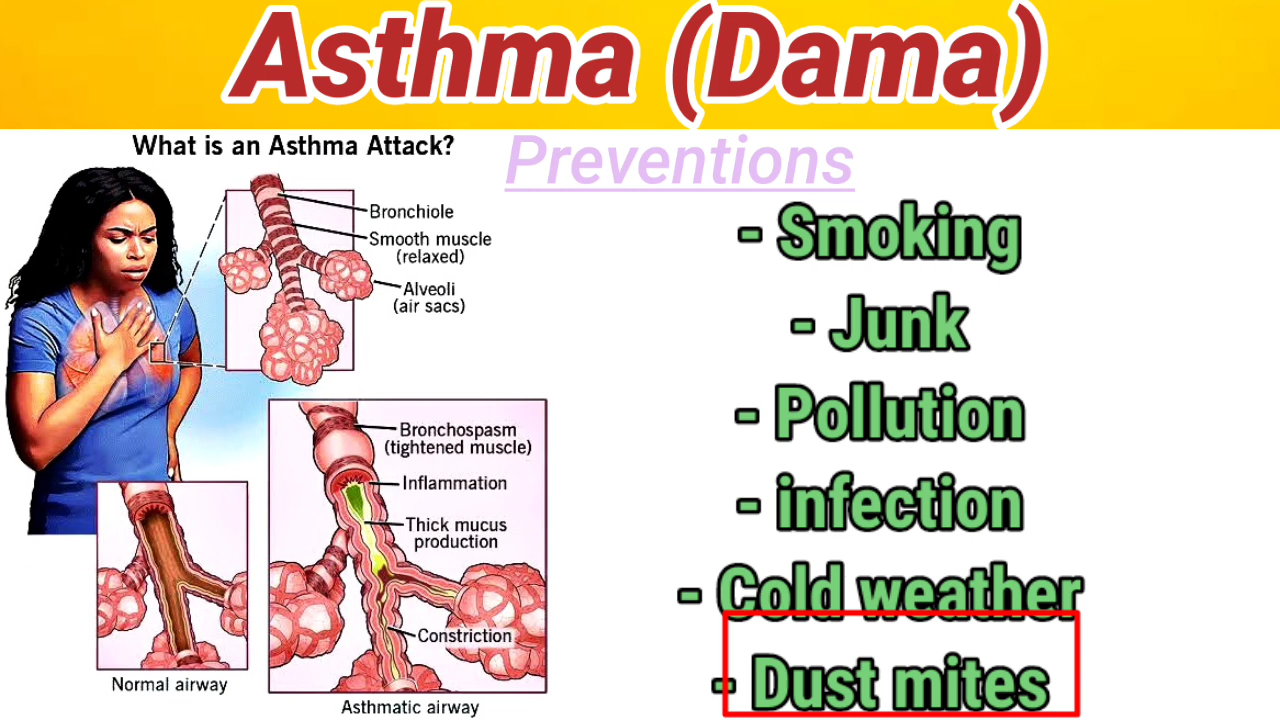 Asthma (Dama)
What is an Asthma Attack?
Preventions
Bronchiole
Smooth muscle
(relaxed)
Alveoli
(air sacs)
Bronchospasm
(tightened muscle)
Inflammation
Thick mucus
production
Constriction
Normal airway
Asthmatic airway
- Smoking
- Junk
- Pollution
- infection
- Cold weather
- Dust mites